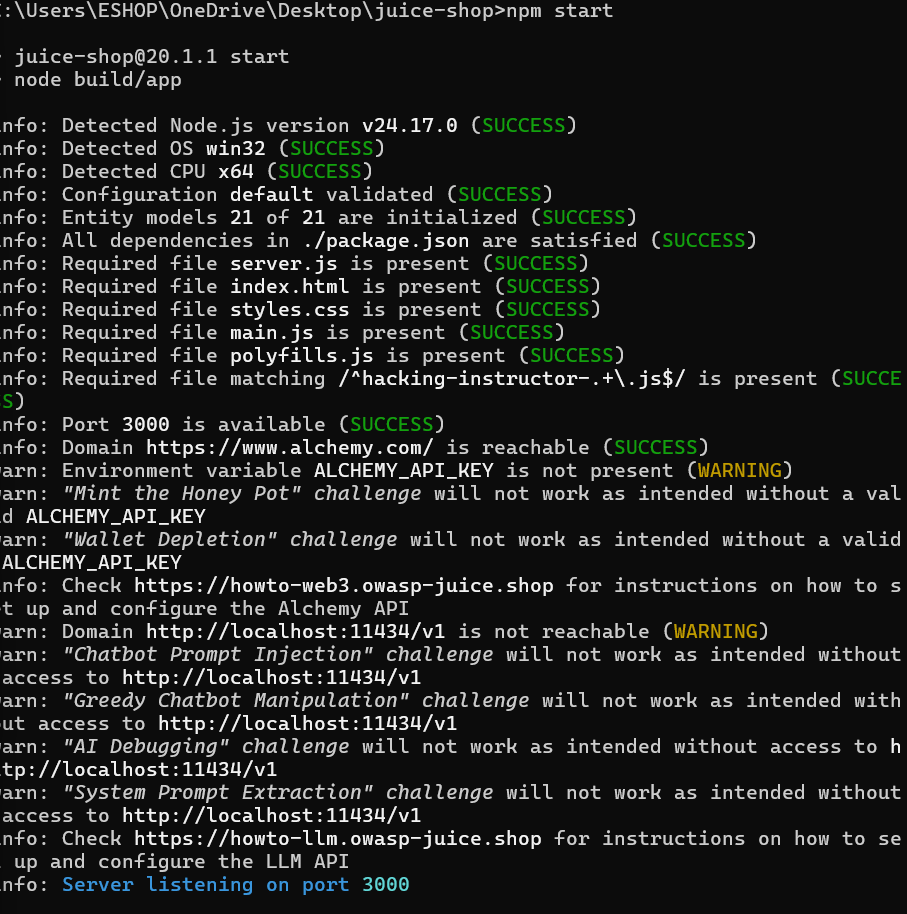 :\Users\ESHOP\OneDrive\Desktop\juice-shop>npm start
juice-shop@20.1.1 start
node build/app
nfo: Detected Node.js version v24.17.0 (SUCCESS)
nfo: Detected OS win32 (SUCCESS)
nfo: Detected CPU x64 (SUCCESS)
nfo: Configuration default validated (SUCCESS)
nfo: Entity models 21 of 21 are initialized (SUCCESS)
nfo: All dependencies in ./package.json are satisfied (SUCCESS)
nfo: Required file server.js is present (SUCCESS)
nfo: Required file index.html is present (SUCCESS)
nfo: Required file styles.css is present (SUCCESS)
nfo: Required file main.js is present (SUCCESS)
nfo: Required file polyfills.js is present (SUCCESS)
nfo: Required file matching /^hacking-instructor-.+\.js$/ is present (SUCCE
S)
nfo: Port 3000 is available (SUCCESS)
nfo: Domain https://www.alchemy.com/ is reachable (SUCCESS)
arn: Environment variable ALCHEMY_API_KEY is not present (WARNING)
arn: "Mint the Honey Pot" challenge will not work as intended without a val
d ALCHEMY_API_KEY
arn: "Wallet Depletion" challenge will not work as intended without a valid
ALCHEMY_API_KEY
nfo: Check https://howto-web3.owasp-juice.shop for instructions on how to s
t up and configure the Alchemy API
arn: Domain http://localhost:11434/v1 is not reachable (WARNING)
arn: "Chatbot Prompt Injection" challenge will not work as intended without
access to http://localhost:11434/v1
arn: "Greedy Chatbot Manipulation" challenge will not work as intended with
ut access to http://localhost:11434/v1
arn: "AI Debugging" challenge will not work as intended without access to h
tp://localhost:11434/v1
arn: "System Prompt Extraction" challenge will not work as intended without
access to http://localhost:11434/v1
nfo: Check https://howto-llm.owasp-juice.shop for instructions on how to se
up and configure the LLM API
nfo: Server listening on port 3000